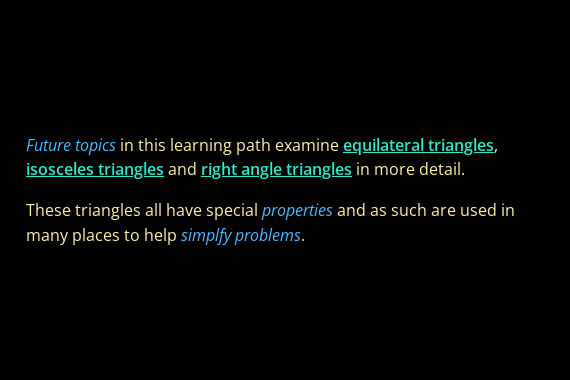 Future topics in this learning path examine equilateral triangles,
isosceles triangles and right angle triangles in more detail.
These triangles all have special properties and as such are used in
many places to help simplfy problems.